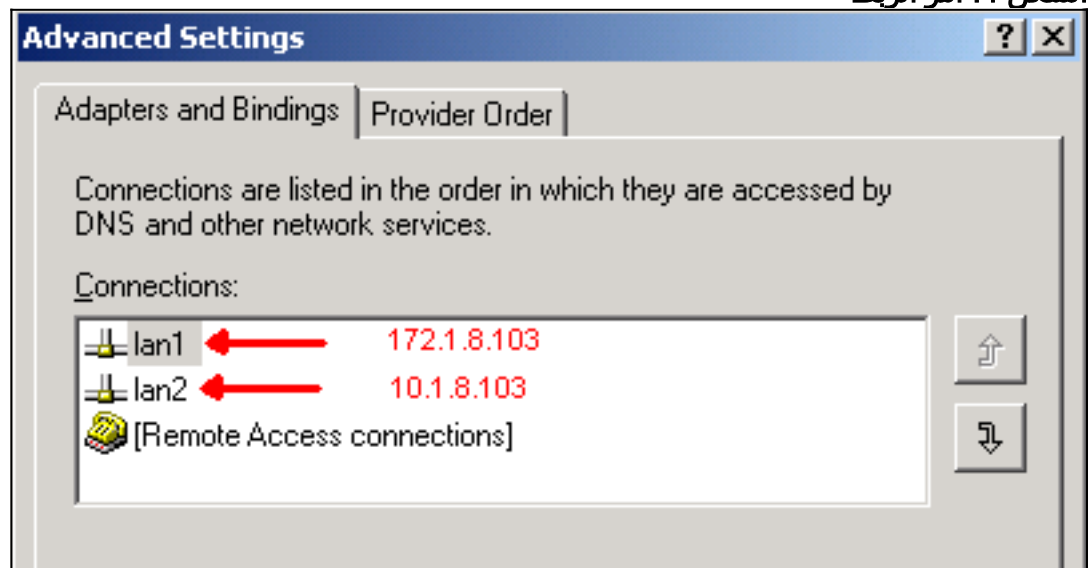 Advanced Settings
Adapters and Bindings Provider Order
Connections are listed in the order in which they are accessed by
DNS and other network services.
Connections:
lan1 172.1.8.103
lan2 10.1.8.103
[Remote Access connections]